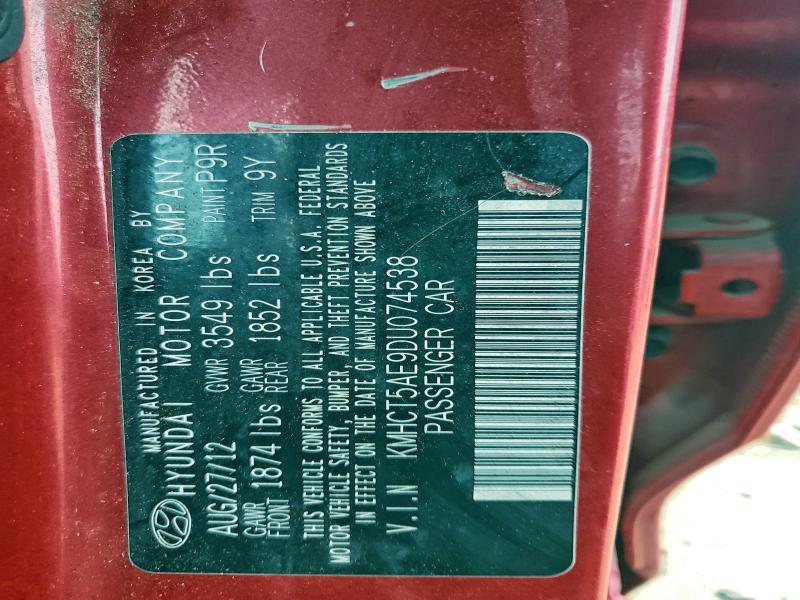 MANUFACTURED IN KOREA BY
HYUNDAI MOTOR COMPANY
AUG/27/12 GVWR 3549 lbs PAINT P9R
GAWR FRONT 1874 lbs GAWR REAR 1852 lbs TRIM 9Y
THIS VEHICLE CONFORMS TO ALL APPLICABLE U.S.A. FEDERAL
MOTOR VEHICLE SAFETY, BUMPER, AND THEFT PREVENTION STANDARDS
IN EFFECT ON THE DATE OF MANUFACTURE SHOWN ABOVE
V.I.N KMHCT5AE9DU074538
PASSENGER CAR